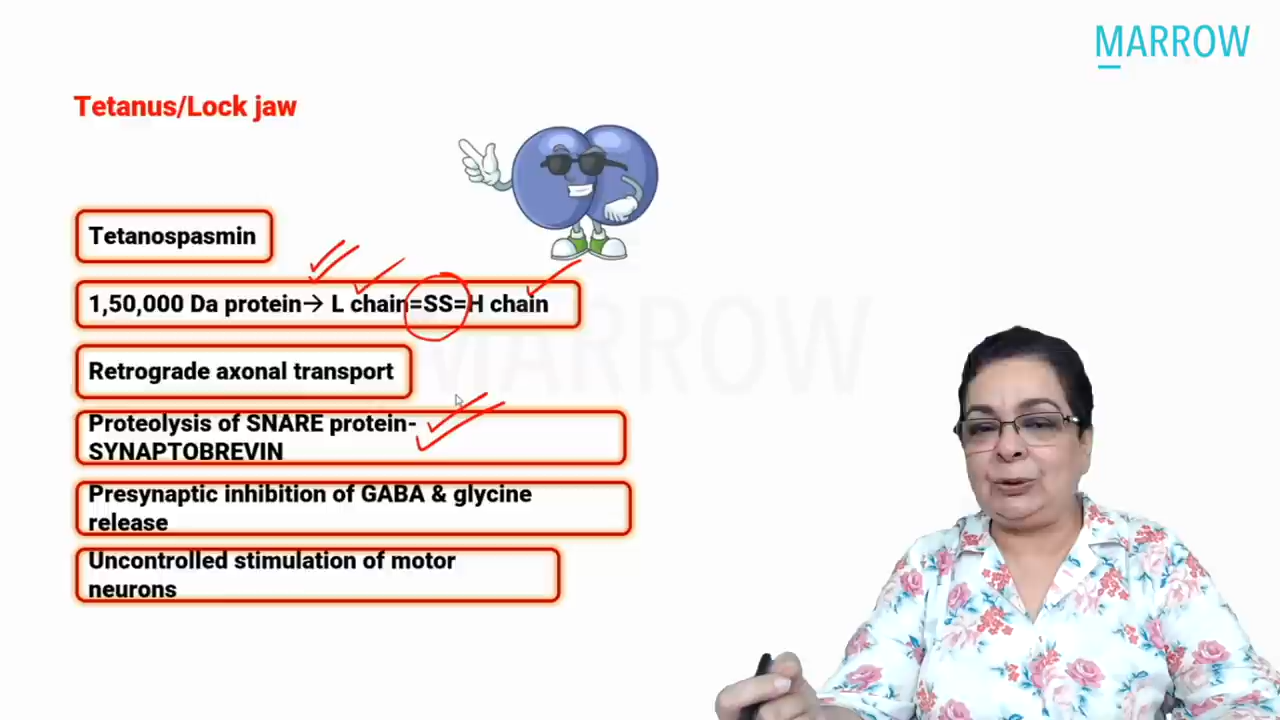 MARROW
Tetanus/Lock jaw
Tetanospasmin
1,50,000 Da protein→ L chain=SS=H chain
MARROW
Retrograde axonal transport
Proteolysis of SNARE protein-
SYNAPTOBREVIN
Presynaptic inhibition of GABA & glycine
release
Uncontrolled stimulation of motor
neurons